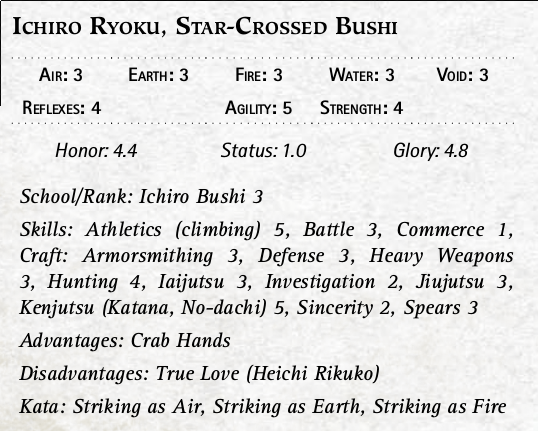 Ichiro Ryoku, Star-Crossed Bushi
Air: 3 Earth: 3 Fire: 3 Water: 3 Void: 3
Reflexes: 4 Agility: 5 Strength: 4
Honor: 4.4 Status: 1.0 Glory: 4.8
School/Rank: Ichiro Bushi 3
Skills: Athletics (climbing) 5, Battle 3, Commerce 1,
Craft: Armorsmithing 3, Defense 3, Heavy Weapons
3, Hunting 4, Iaijutsu 3, Investigation 2, Jiujutsu 3,
Kenjutsu (Katana, No-dachi) 5, Sincerity 2, Spears 3
Advantages: Crab Hands
Disadvantages: True Love (Heichi Rikuko)
Kata: Striking as Air, Striking as Earth, Striking as Fire